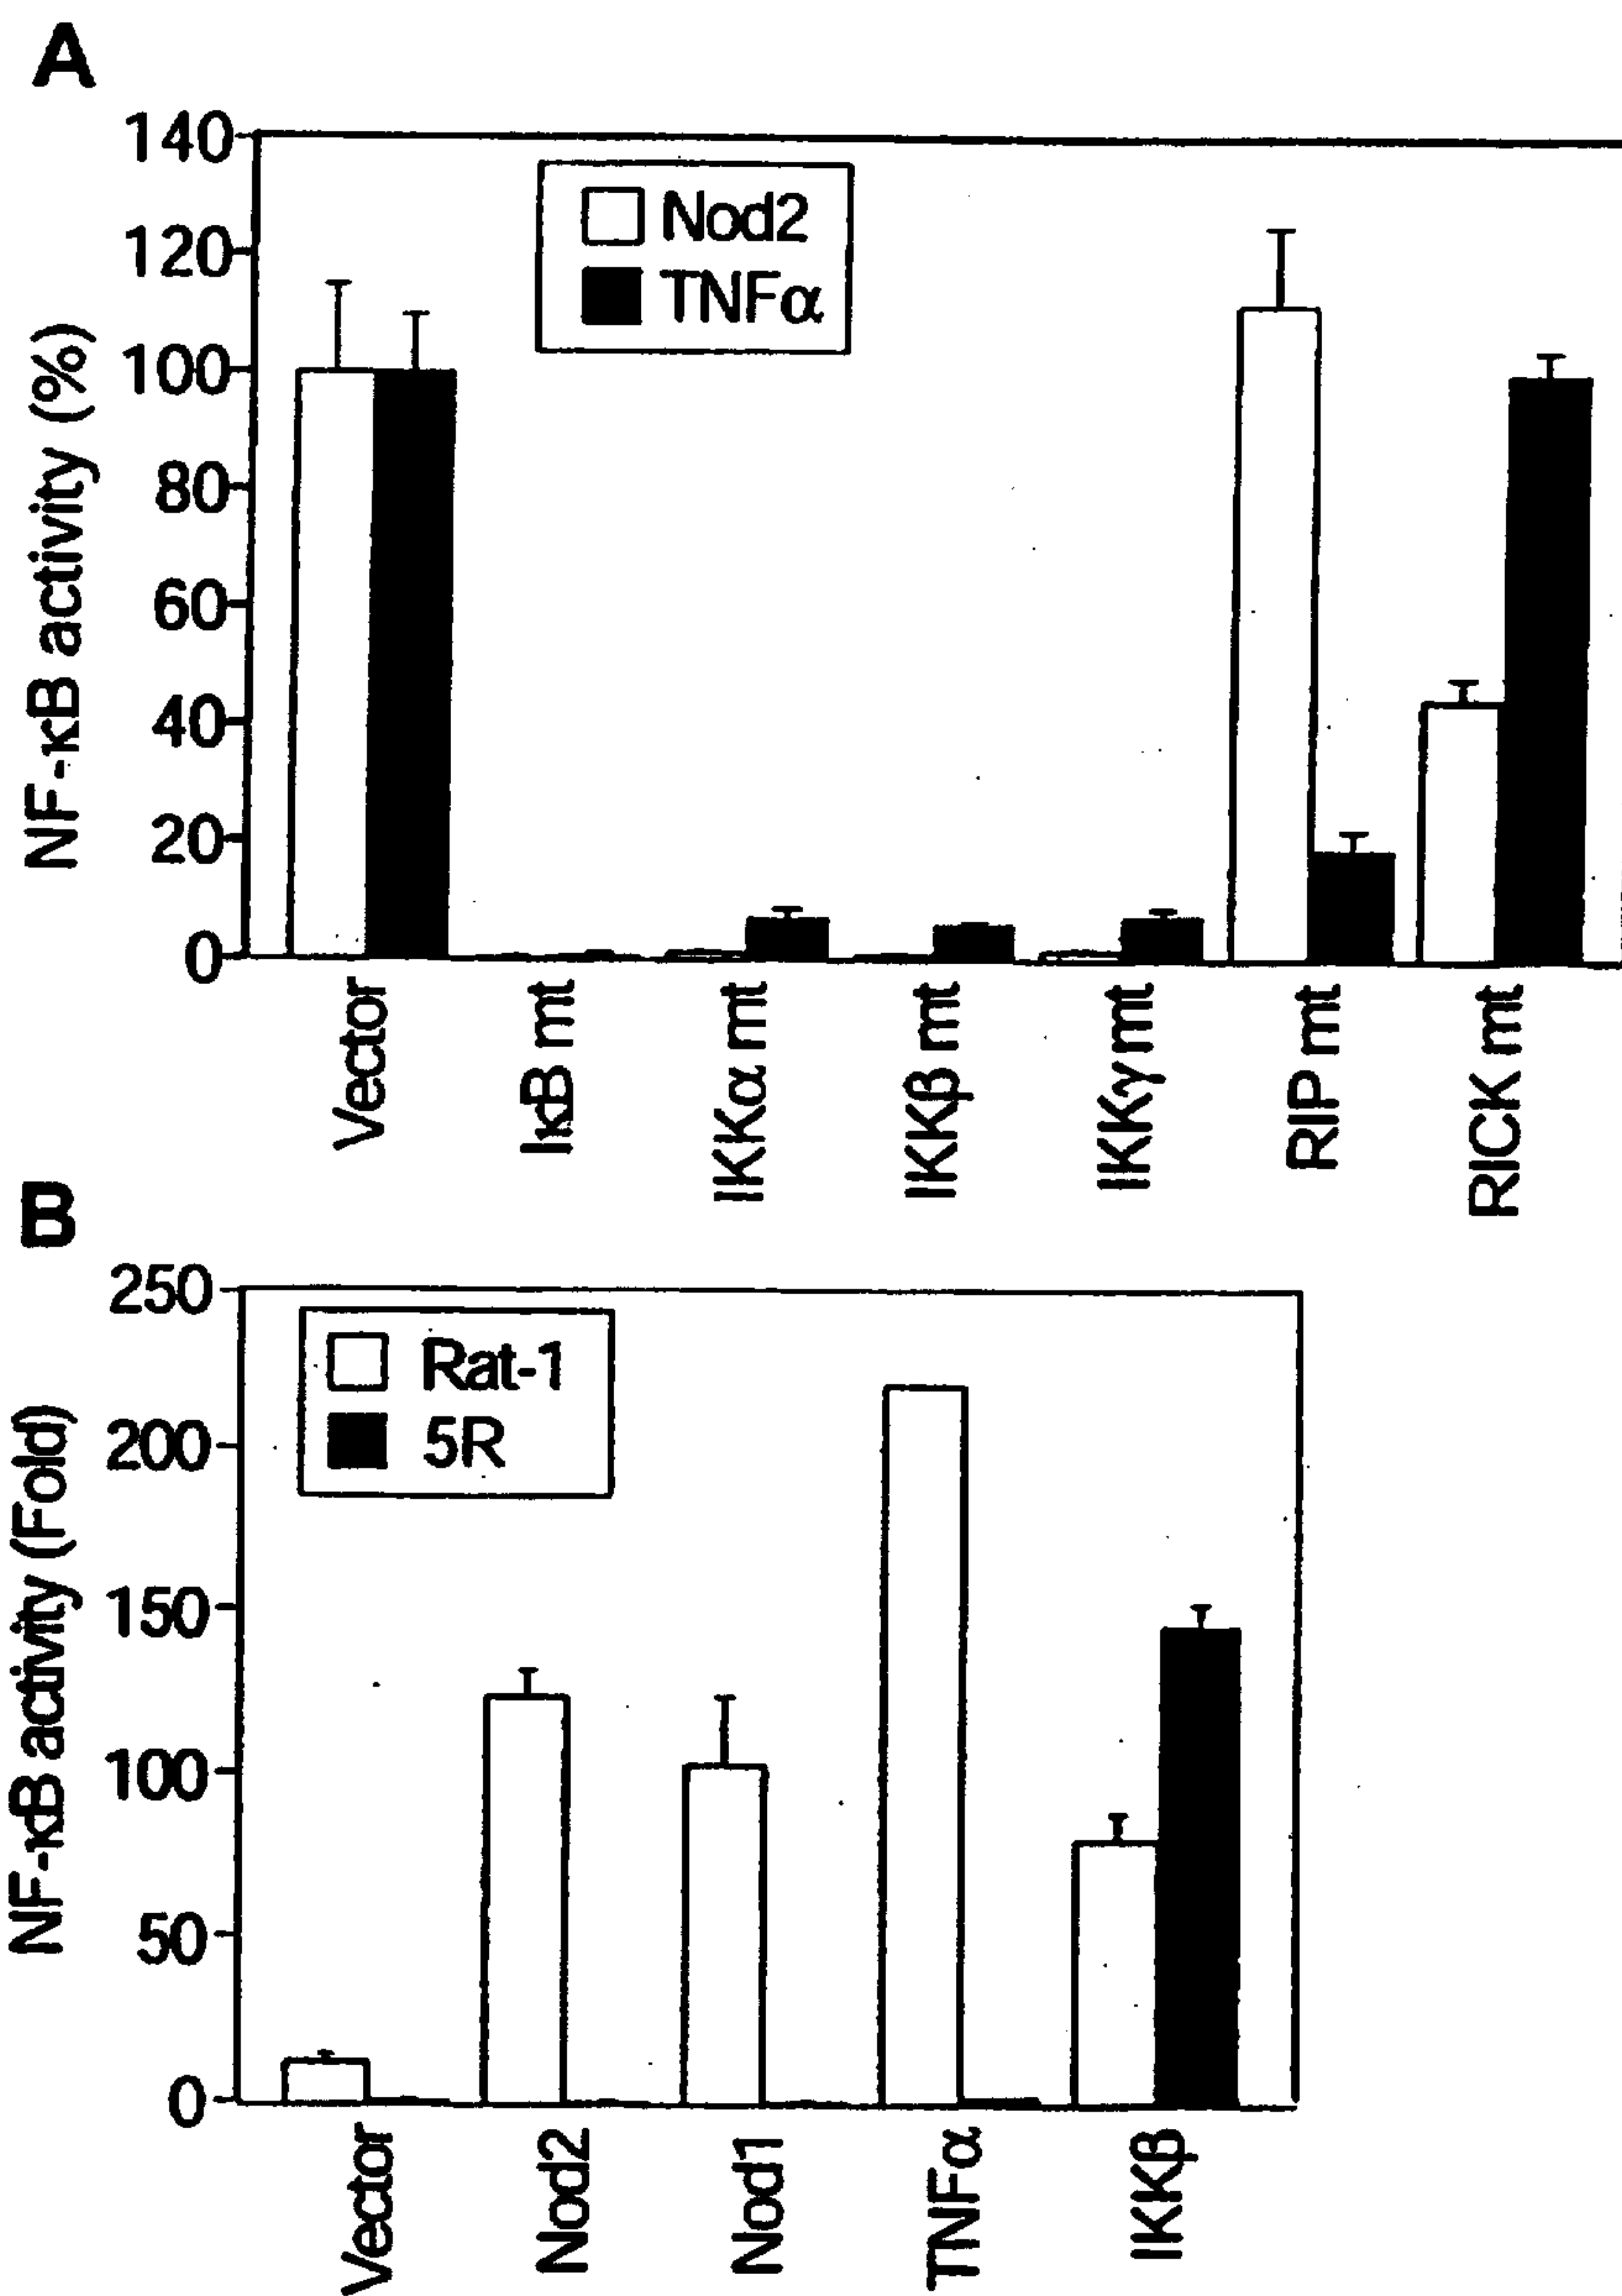 A
140
120
100
80
60
40
20
0
NF-κB activity (%)
Nod2
TNFα
Vector
IκB mt
IKKα mt
IKKβ mt
IKKγ mt
RIP mt
RICK mt
B
250
200
150
100
50
0
NF-κB activity (Fold)
Rat-1
5R
Vector
Nod2
Nod1
TNFα
IKKβ